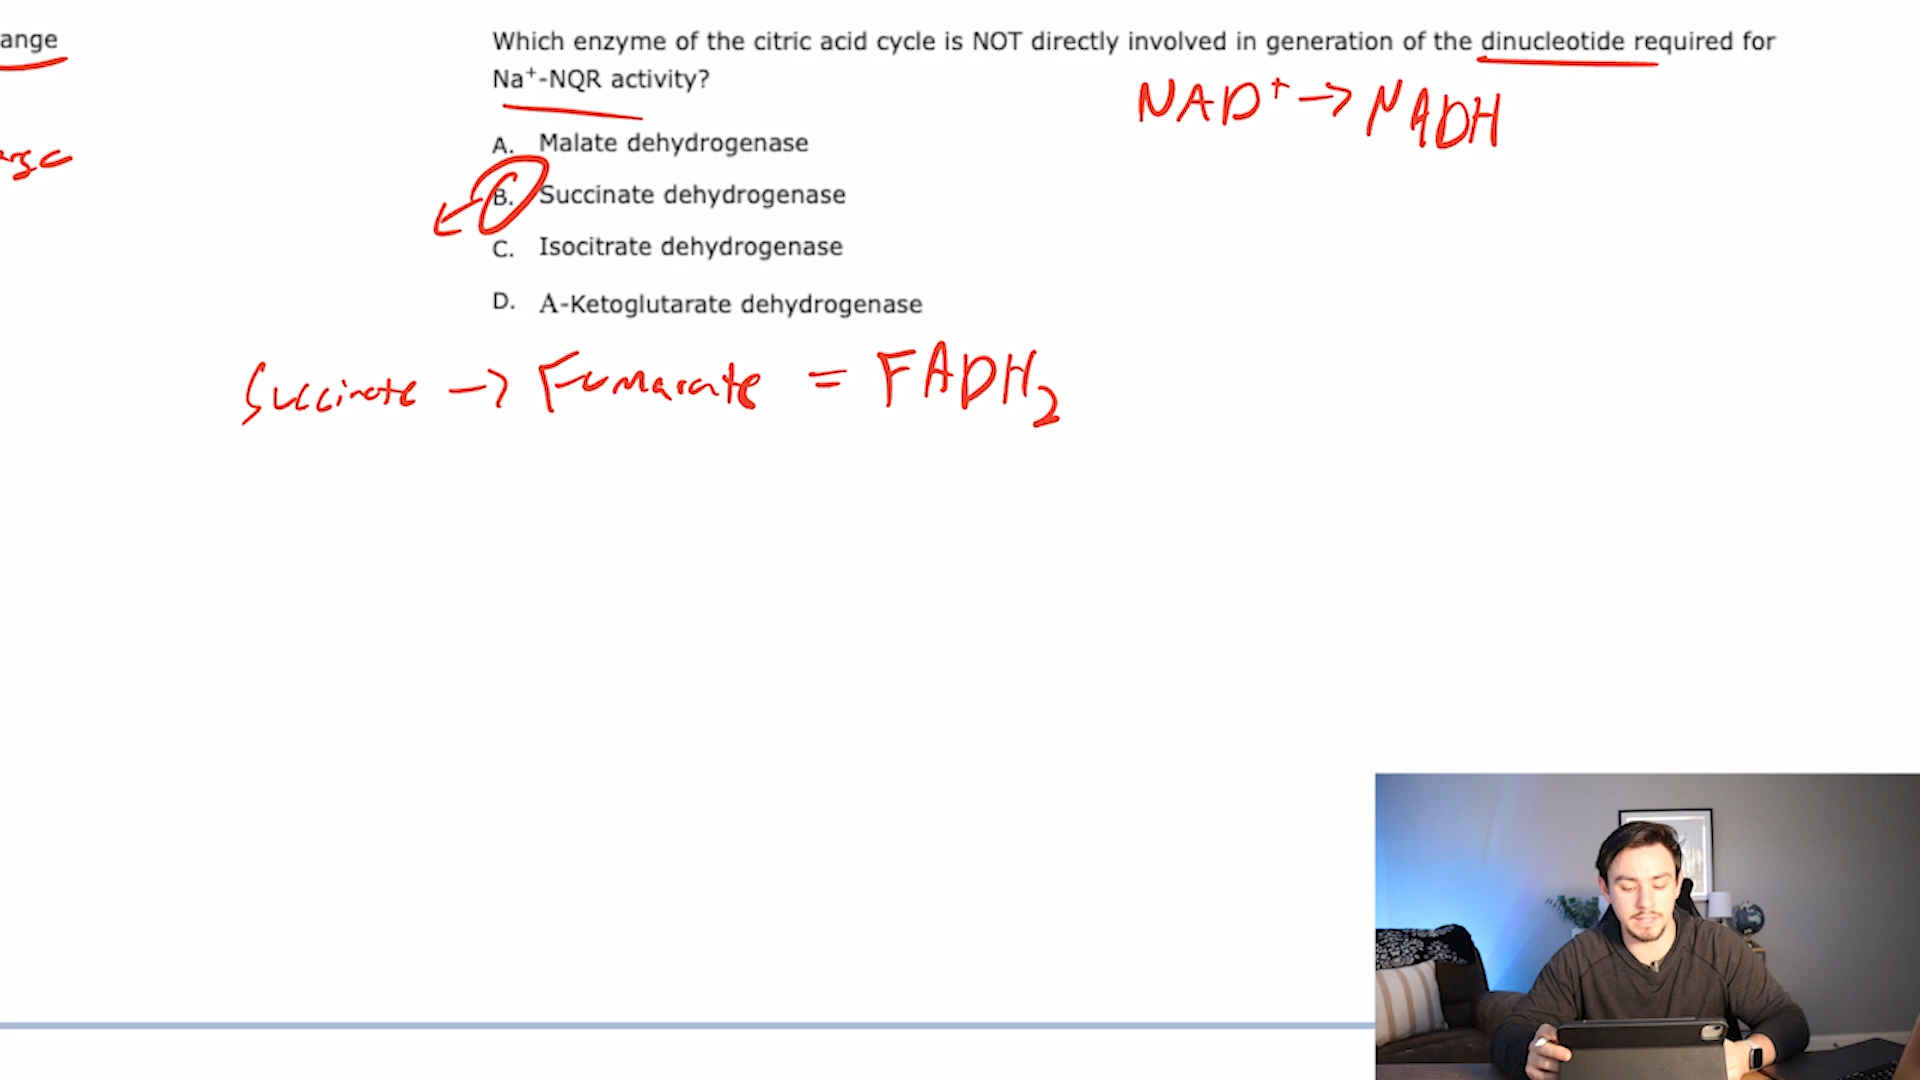 ange
Which enzyme of the citric acid cycle is NOT directly involved in generation of the dinucleotide required for
Na⁺-NQR activity?
NAD⁺ → NADH
A. Malate dehydrogenase
B. Succinate dehydrogenase
C. Isocitrate dehydrogenase
D. A-Ketoglutarate dehydrogenase
Succinate → Fumarate = FADH₂